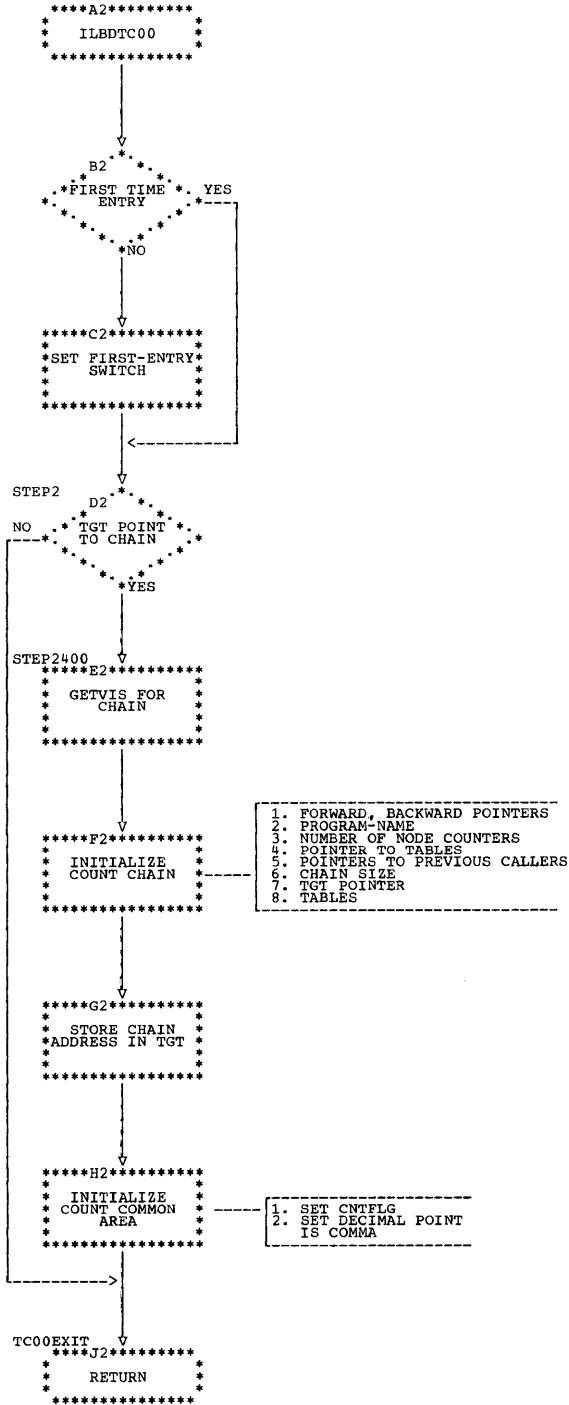 A2
ILBDTC00
B2
FIRST TIME
ENTRY
YES
NO
C2
SET FIRST-ENTRY
SWITCH
STEP2
D2
NO
TGT POINT
TO CHAIN
YES
STEP2400
E2
GETVIS FOR
CHAIN
F2
INITIALIZE
COUNT CHAIN
1. FORWARD, BACKWARD POINTERS
2. PROGRAM-NAME
3. NUMBER OF NODE COUNTERS
4. POINTER TO TABLES
5. POINTERS TO PREVIOUS CALLERS
6. CHAIN SIZE
7. TGT POINTER
8. TABLES
G2
STORE CHAIN
ADDRESS IN TGT
H2
INITIALIZE
COUNT COMMON
AREA
1. SET CNTFLG
2. SET DECIMAL POINT
IS COMMA
TC00EXIT
J2
RETURN